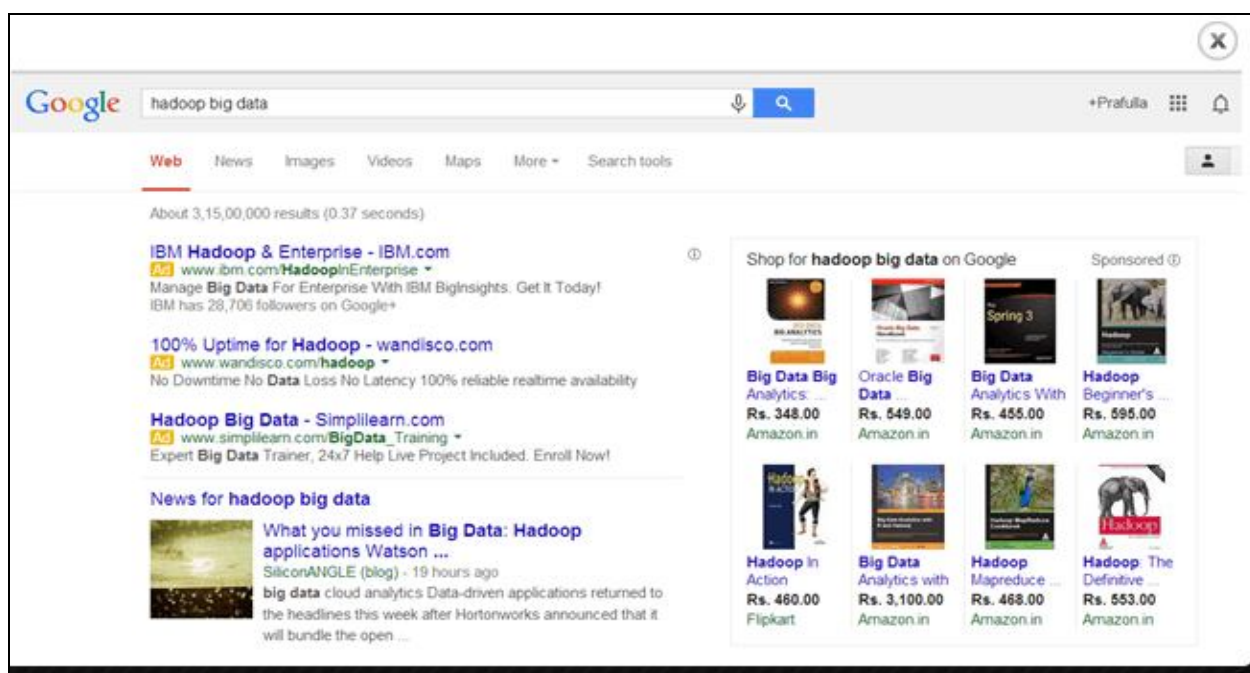 Google
hadoop big data
+Prafulla
Web News Images Videos Maps More Search tools
About 3,15,00,000 results (0.37 seconds)
IBM Hadoop & Enterprise - IBM.com
Ad www.ibm.com/HadoopInEnterprise
Manage Big Data For Enterprise With IBM BigInsights. Get It Today!
IBM has 28,706 followers on Google+
100% Uptime for Hadoop - wandisco.com
Ad www.wandisco.com/hadoop
No Downtime No Data Loss No Latency 100% reliable realtime availability
Hadoop Big Data - Simplilearn.com
Ad www.simplilearn.com/BigData_Training
Expert Big Data Trainer, 24x7 Help Live Project Included. Enroll Now!
News for hadoop big data
What you missed in Big Data: Hadoop
applications Watson ...
SiliconANGLE (blog) - 19 hours ago
big data cloud analytics Data-driven applications returned to
the headlines this week after Hortonworks announced that it
will bundle the open ...
Shop for hadoop big data on Google Sponsored
Spring 3
Hadoop
Big Data Big
Analytics: ...
Rs. 348.00
Amazon.in
Oracle Big
Data ...
Rs. 549.00
Amazon.in
Big Data
Analytics With
Rs. 455.00
Amazon.in
Hadoop
Beginner's ...
Rs. 595.00
Amazon.in
Hadoop
IN ACTION
Hadoop
Hadoop In
Action
Rs. 460.00
Flipkart
Big Data
Analytics with
Rs. 3,100.00
Amazon.in
Hadoop
Mapreduce ...
Rs. 468.00
Amazon.in
Hadoop: The
Definitive ...
Rs. 553.00
Amazon.in